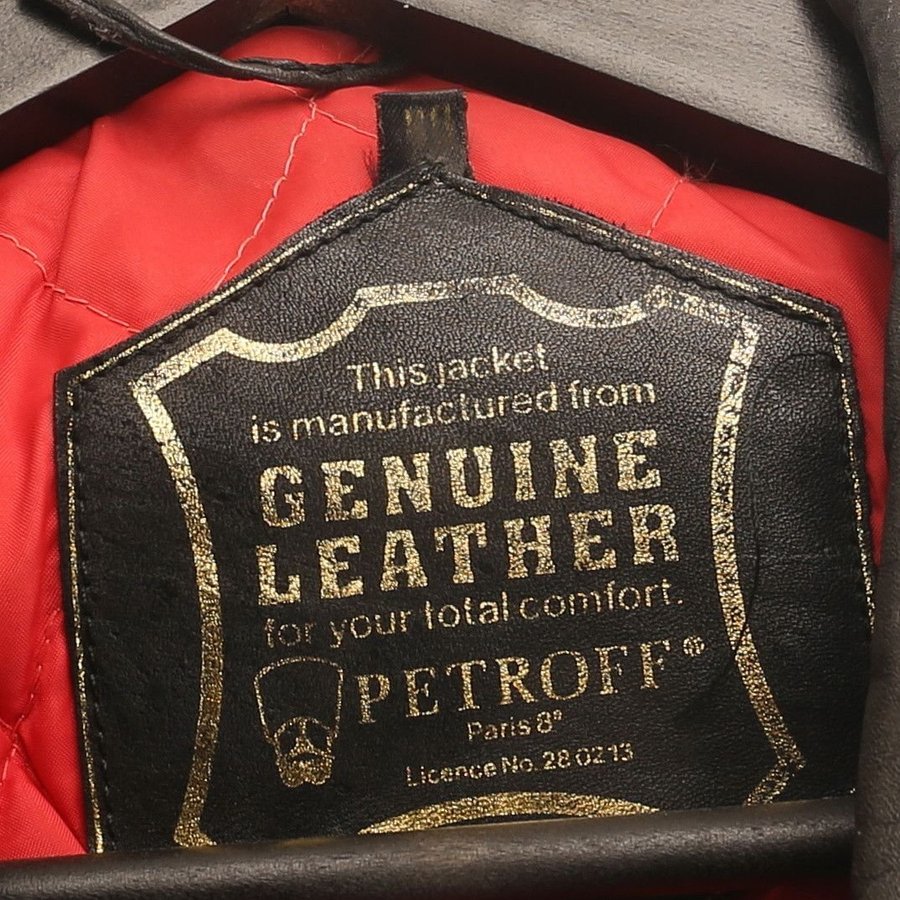 This jacket
is manufactured from
GENUINE
LEATHER
for your total comfort.
PETROFF®
Paris 8e
Licence No. 28 02 13